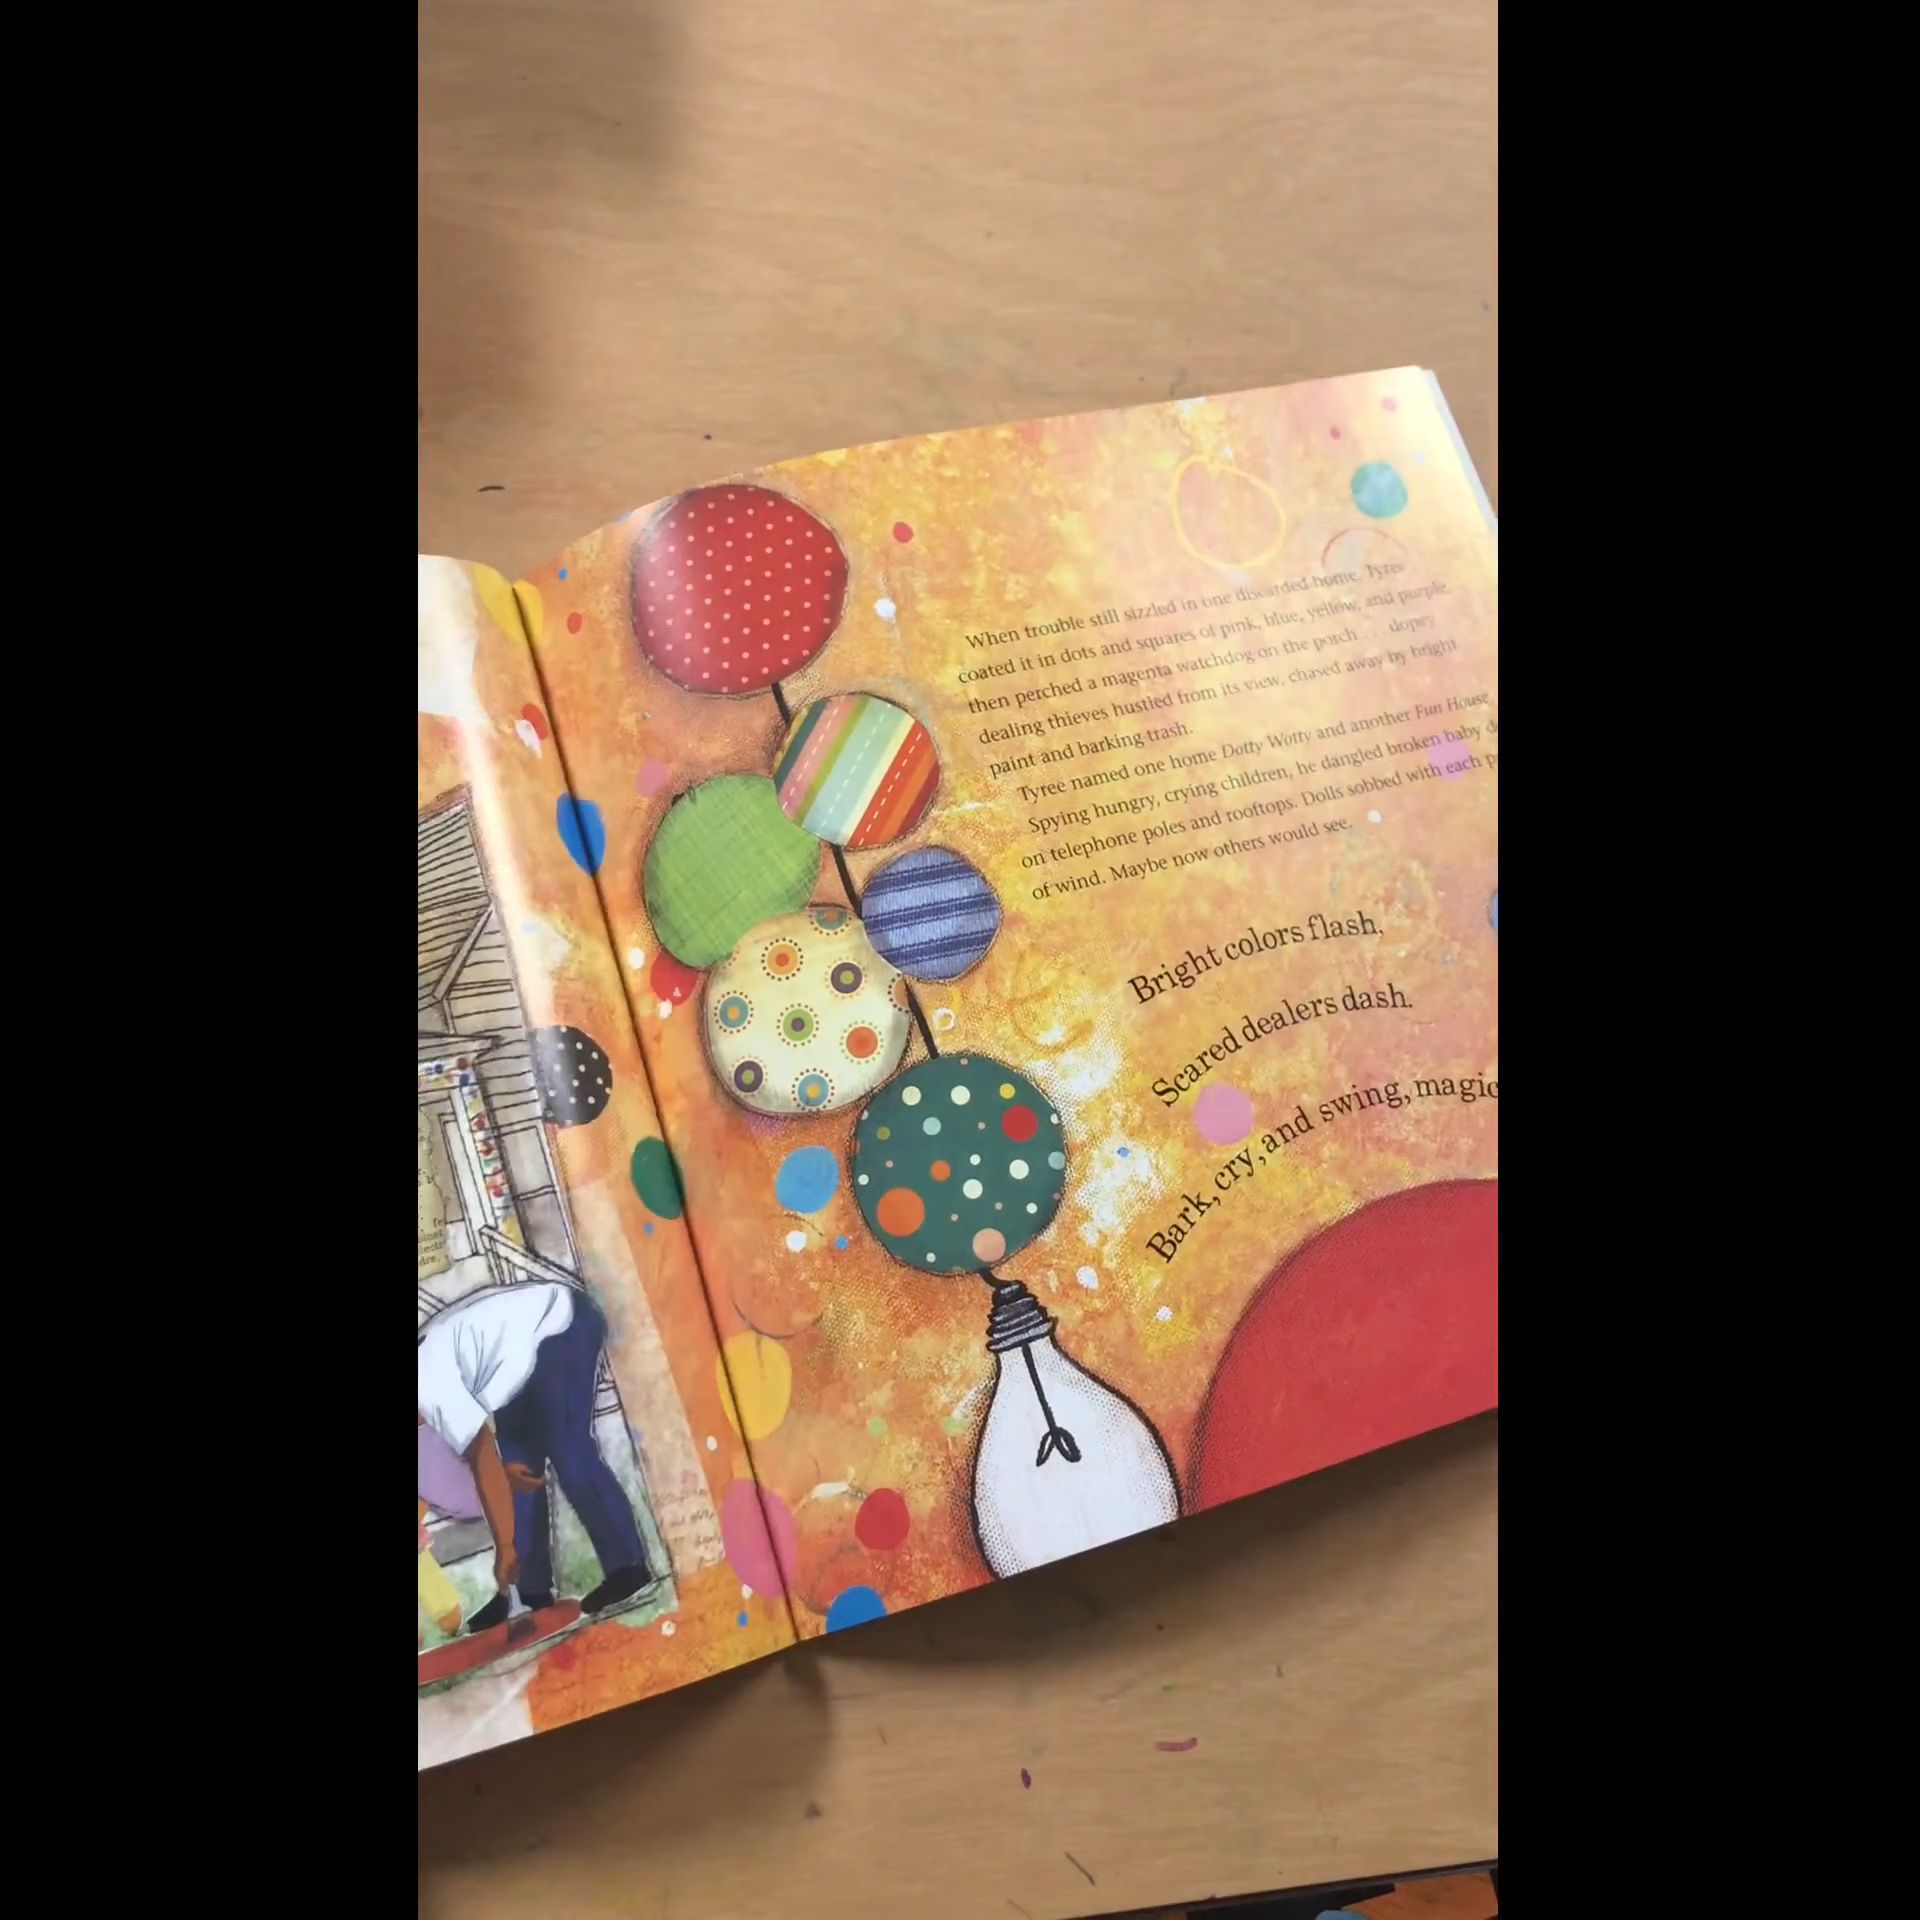 When trouble still sizzled in one discarded home, Tyree
coated it in dots and squares of pink, blue, yellow, and purple,
then perched a magenta watchdog on the porch . . . dopey
dealing thieves hustled from its view, chased away by bright
paint and barking trash.
Tyree named one home Dotty Wotty and another Fun House.
Spying hungry, crying children, he dangled broken baby
on telephone poles and rooftops. Dolls sobbed with each
of wind. Maybe now others would see.
Bright colors flash,
Scared dealers dash.
Bark, cry, and swing, magic